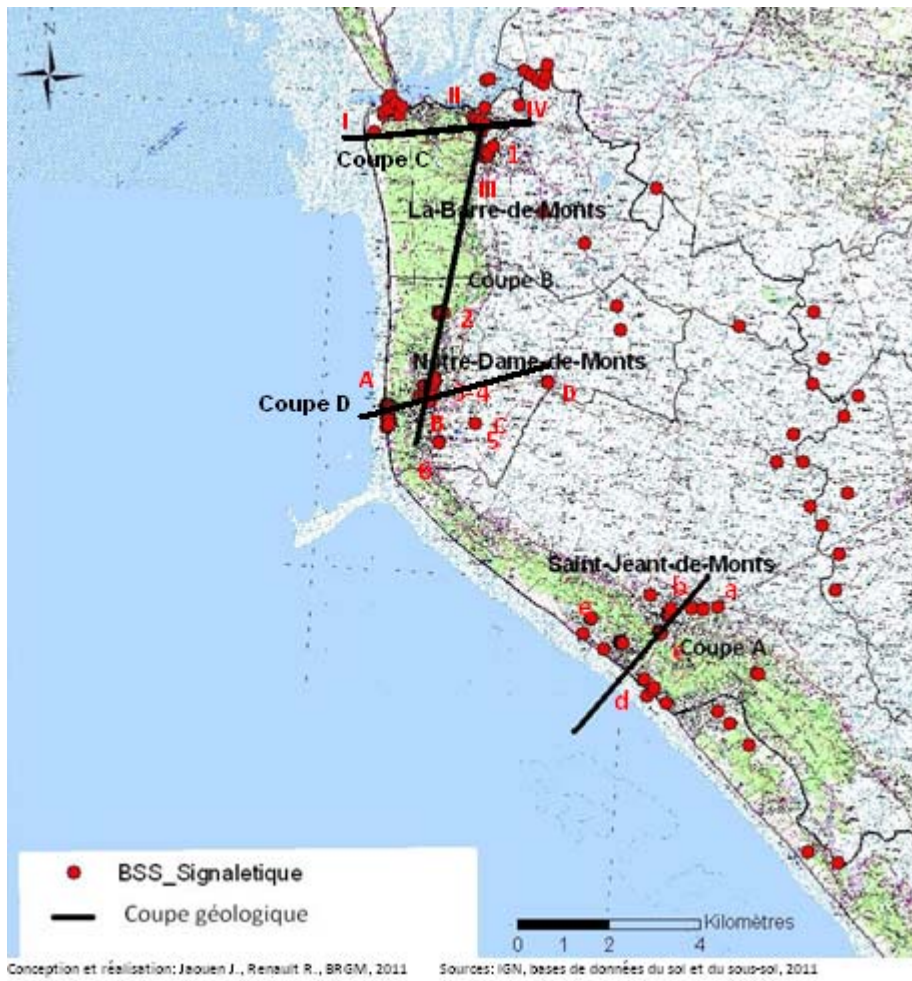 N
II
IV
I
Coupe C
1
III
La-Barre-de-Monts
Coupe B
2
Notre-Dame-de-Monts
A
3-4
D
Coupe D
B
C
5
6
Saint-Jeant-de-Monts
b
a
e
c
Coupe A
d
BSS_Signaletique
Coupe géologique
Kilomètres
0 1 2 4
Conception et réalisation: Jaouen J., Renault R., BRGM, 2011 Sources: IGN, bases de données du sol et du sous-sol, 2011